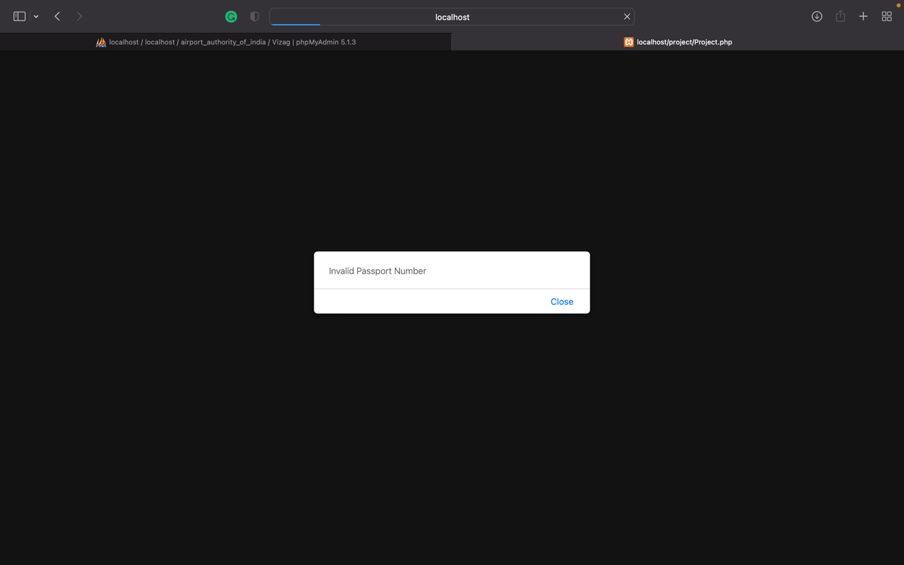 localhost
localhost / localhost / airport_authority_of_india / Vizag | phpMyAdmin 5.1.3
localhost/project/Project.php
Invalid Passport Number
Close